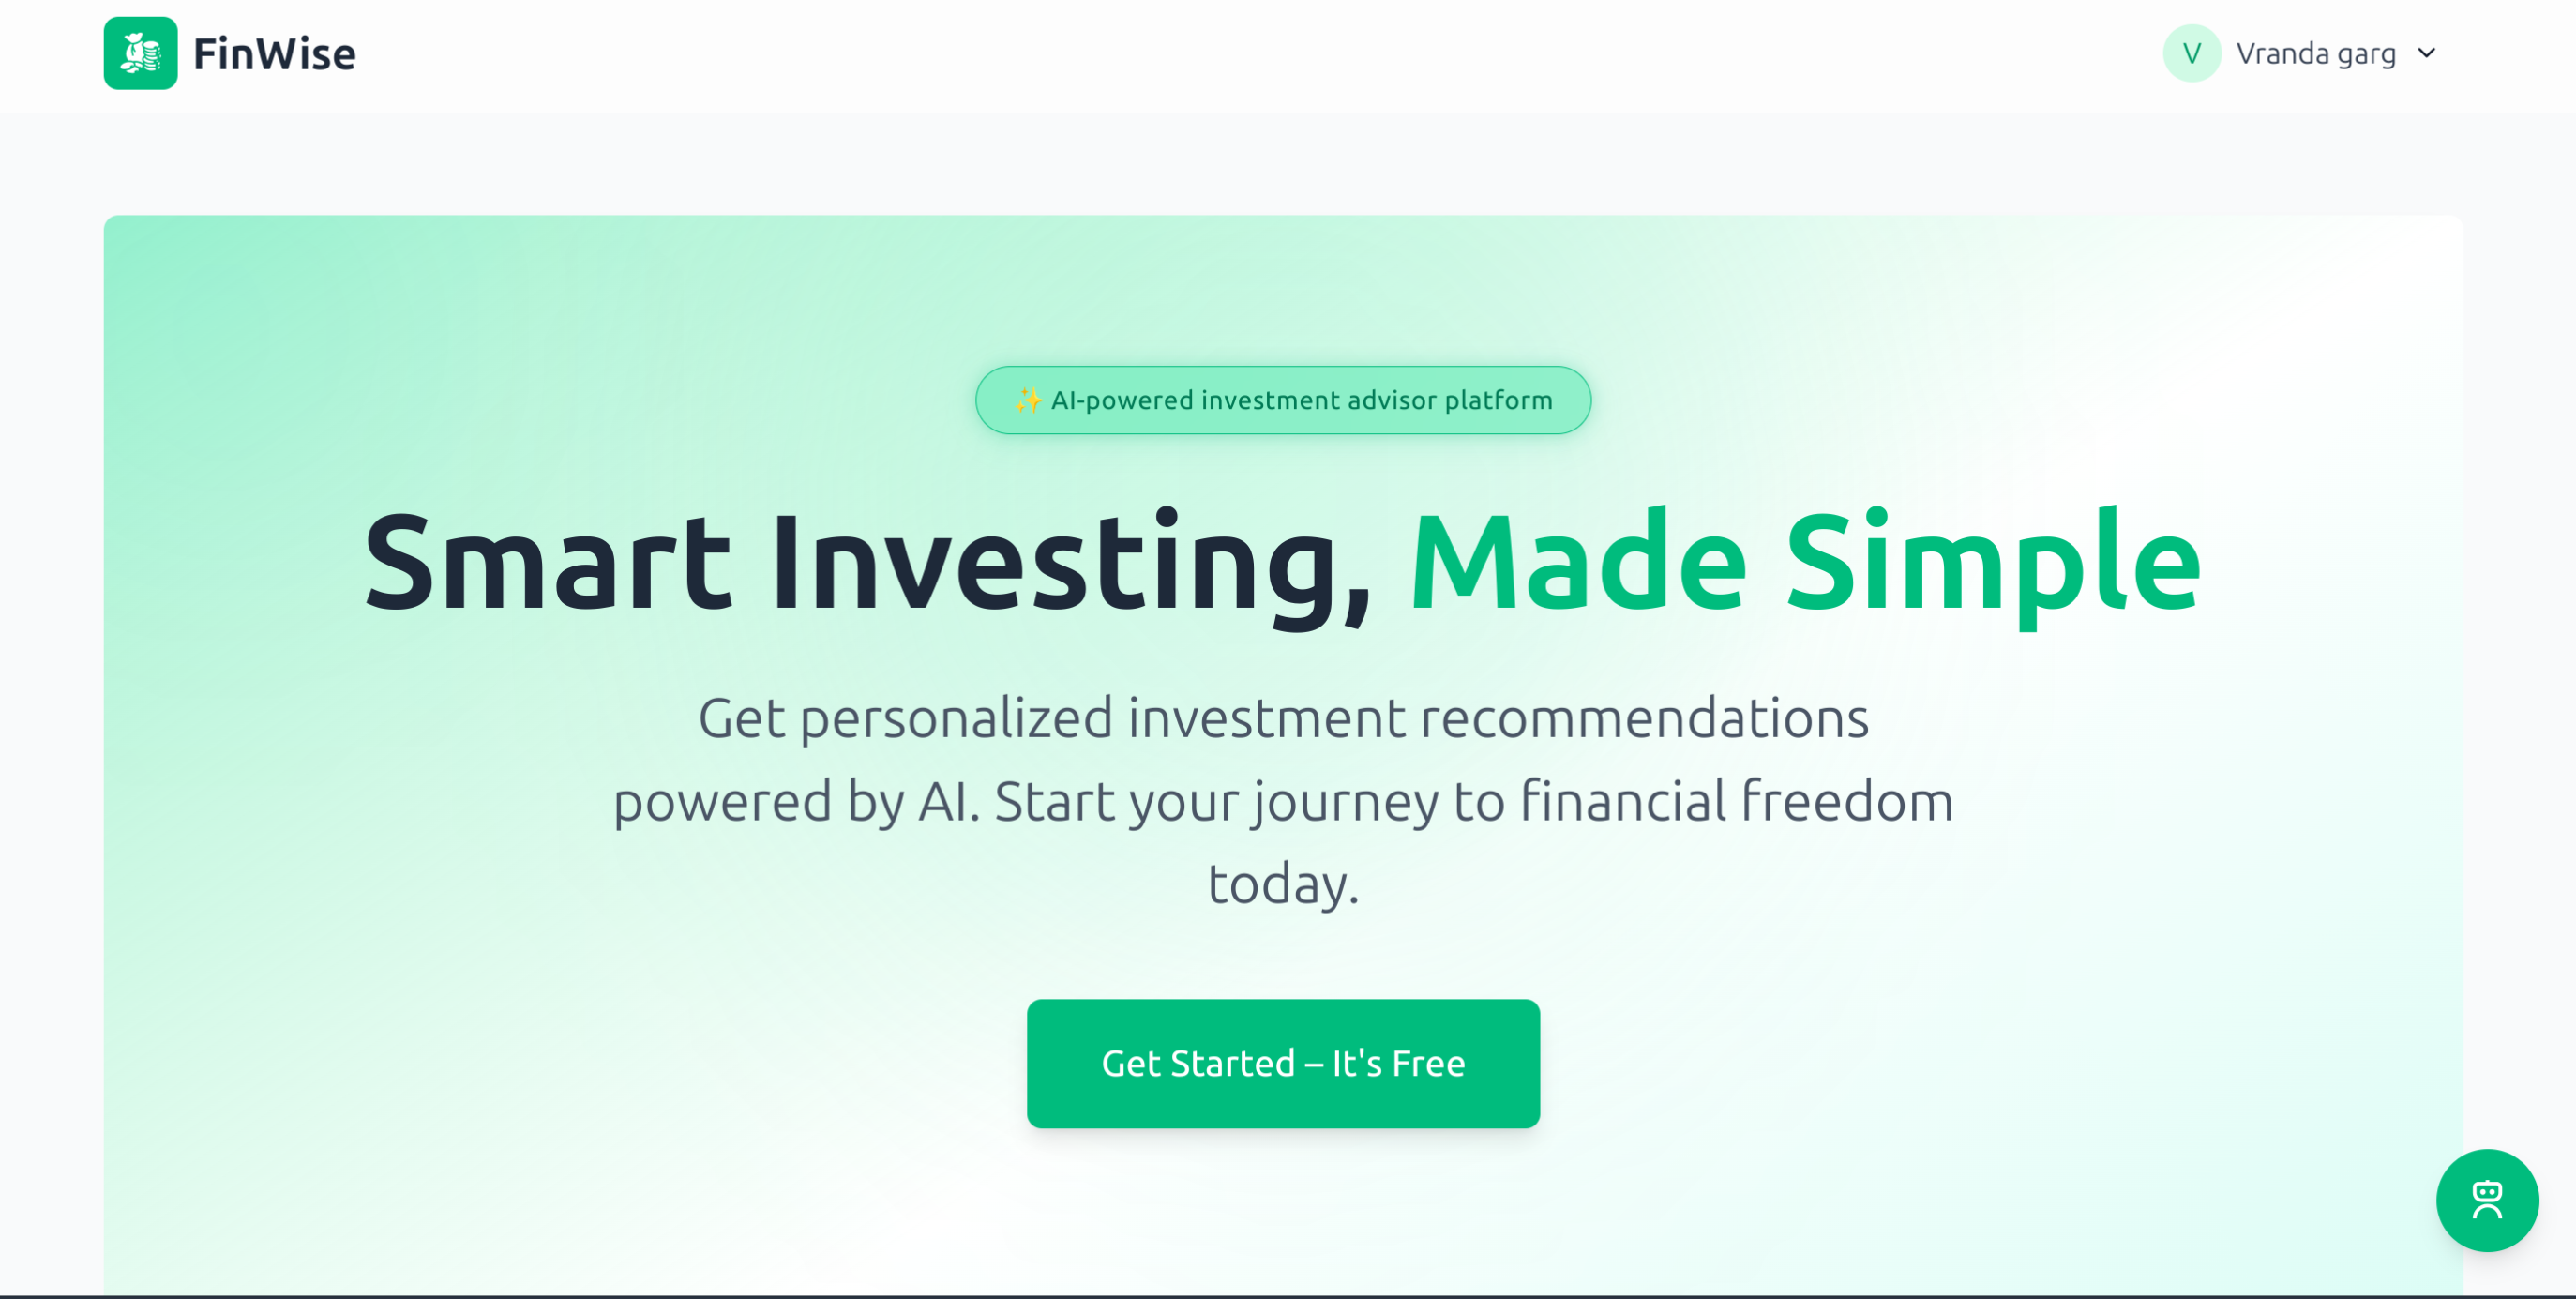 FinWise
V Vranda garg
✨ AI-powered investment advisor platform
Smart Investing, Made Simple
Get personalized investment recommendations
powered by AI. Start your journey to financial freedom
today.
Get Started – It's Free